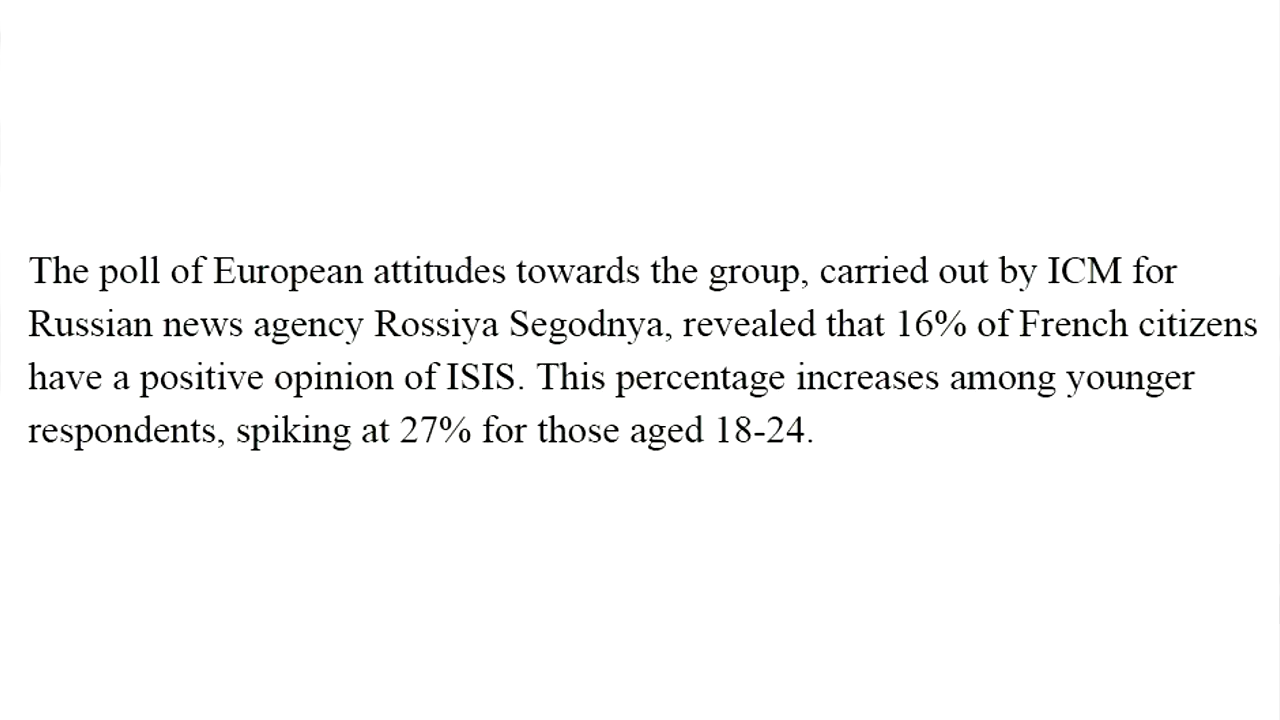 The poll of European attitudes towards the group, carried out by ICM for
Russian news agency Rossiya Segodnya, revealed that 16% of French citizens
have a positive opinion of ISIS. This percentage increases among younger
respondents, spiking at 27% for those aged 18-24.